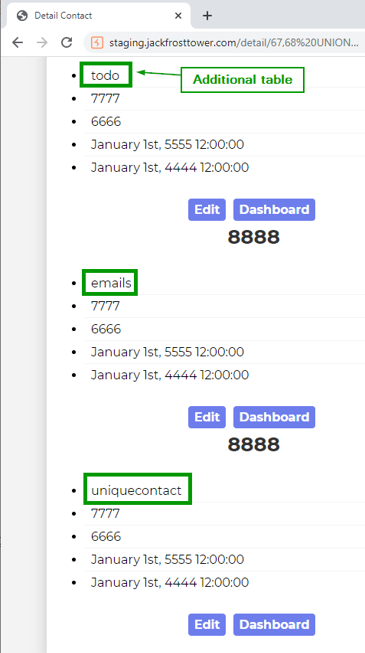 Detail Contact
staging.jackfrosttower.com/detail/67,68%20UNION...
todo
Additional table
7777
6666
January 1st, 5555 12:00:00
January 1st, 4444 12:00:00
Edit Dashboard
8888
emails
7777
6666
January 1st, 5555 12:00:00
January 1st, 4444 12:00:00
Edit Dashboard
8888
uniquecontact
7777
6666
January 1st, 5555 12:00:00
January 1st, 4444 12:00:00
Edit Dashboard